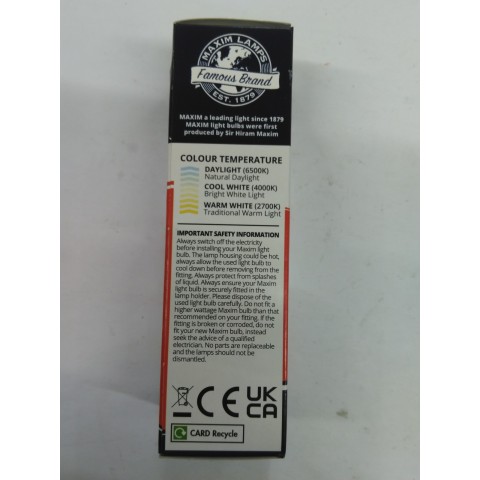 MAXIM LAMPS
Famous Brand
EST. 1879
MAXIM a leading light since 1879
MAXIM light bulbs were first
produced by Sir Hiram Maxim
COLOUR TEMPERATURE
DAYLIGHT (6500K)
Natural Daylight
COOL WHITE (4000K)
Bright White Light
WARM WHITE (2700K)
Traditional Warm Light
IMPORTANT SAFETY INFORMATION
Always switch off the electricity
before installing your Maxim light
bulb. The lamp housing could be hot,
always allow the used light bulb to
cool down before removing from the
fitting. Always protect from splashes
of liquid. Always ensure your Maxim
light bulb is securely fitted in the
lamp holder. Please dispose of the
used light bulb carefully. Do not fit a
higher wattage Maxim bulb than that
recommended on your fitting. If the
fitting is broken or corroded, do not
fit your new Maxim bulb, instead
seek the advice of a qualified
electrician. No parts are replaceable
and the lamps should not be
dismantled.
CE UK
CA
CARD Recycle